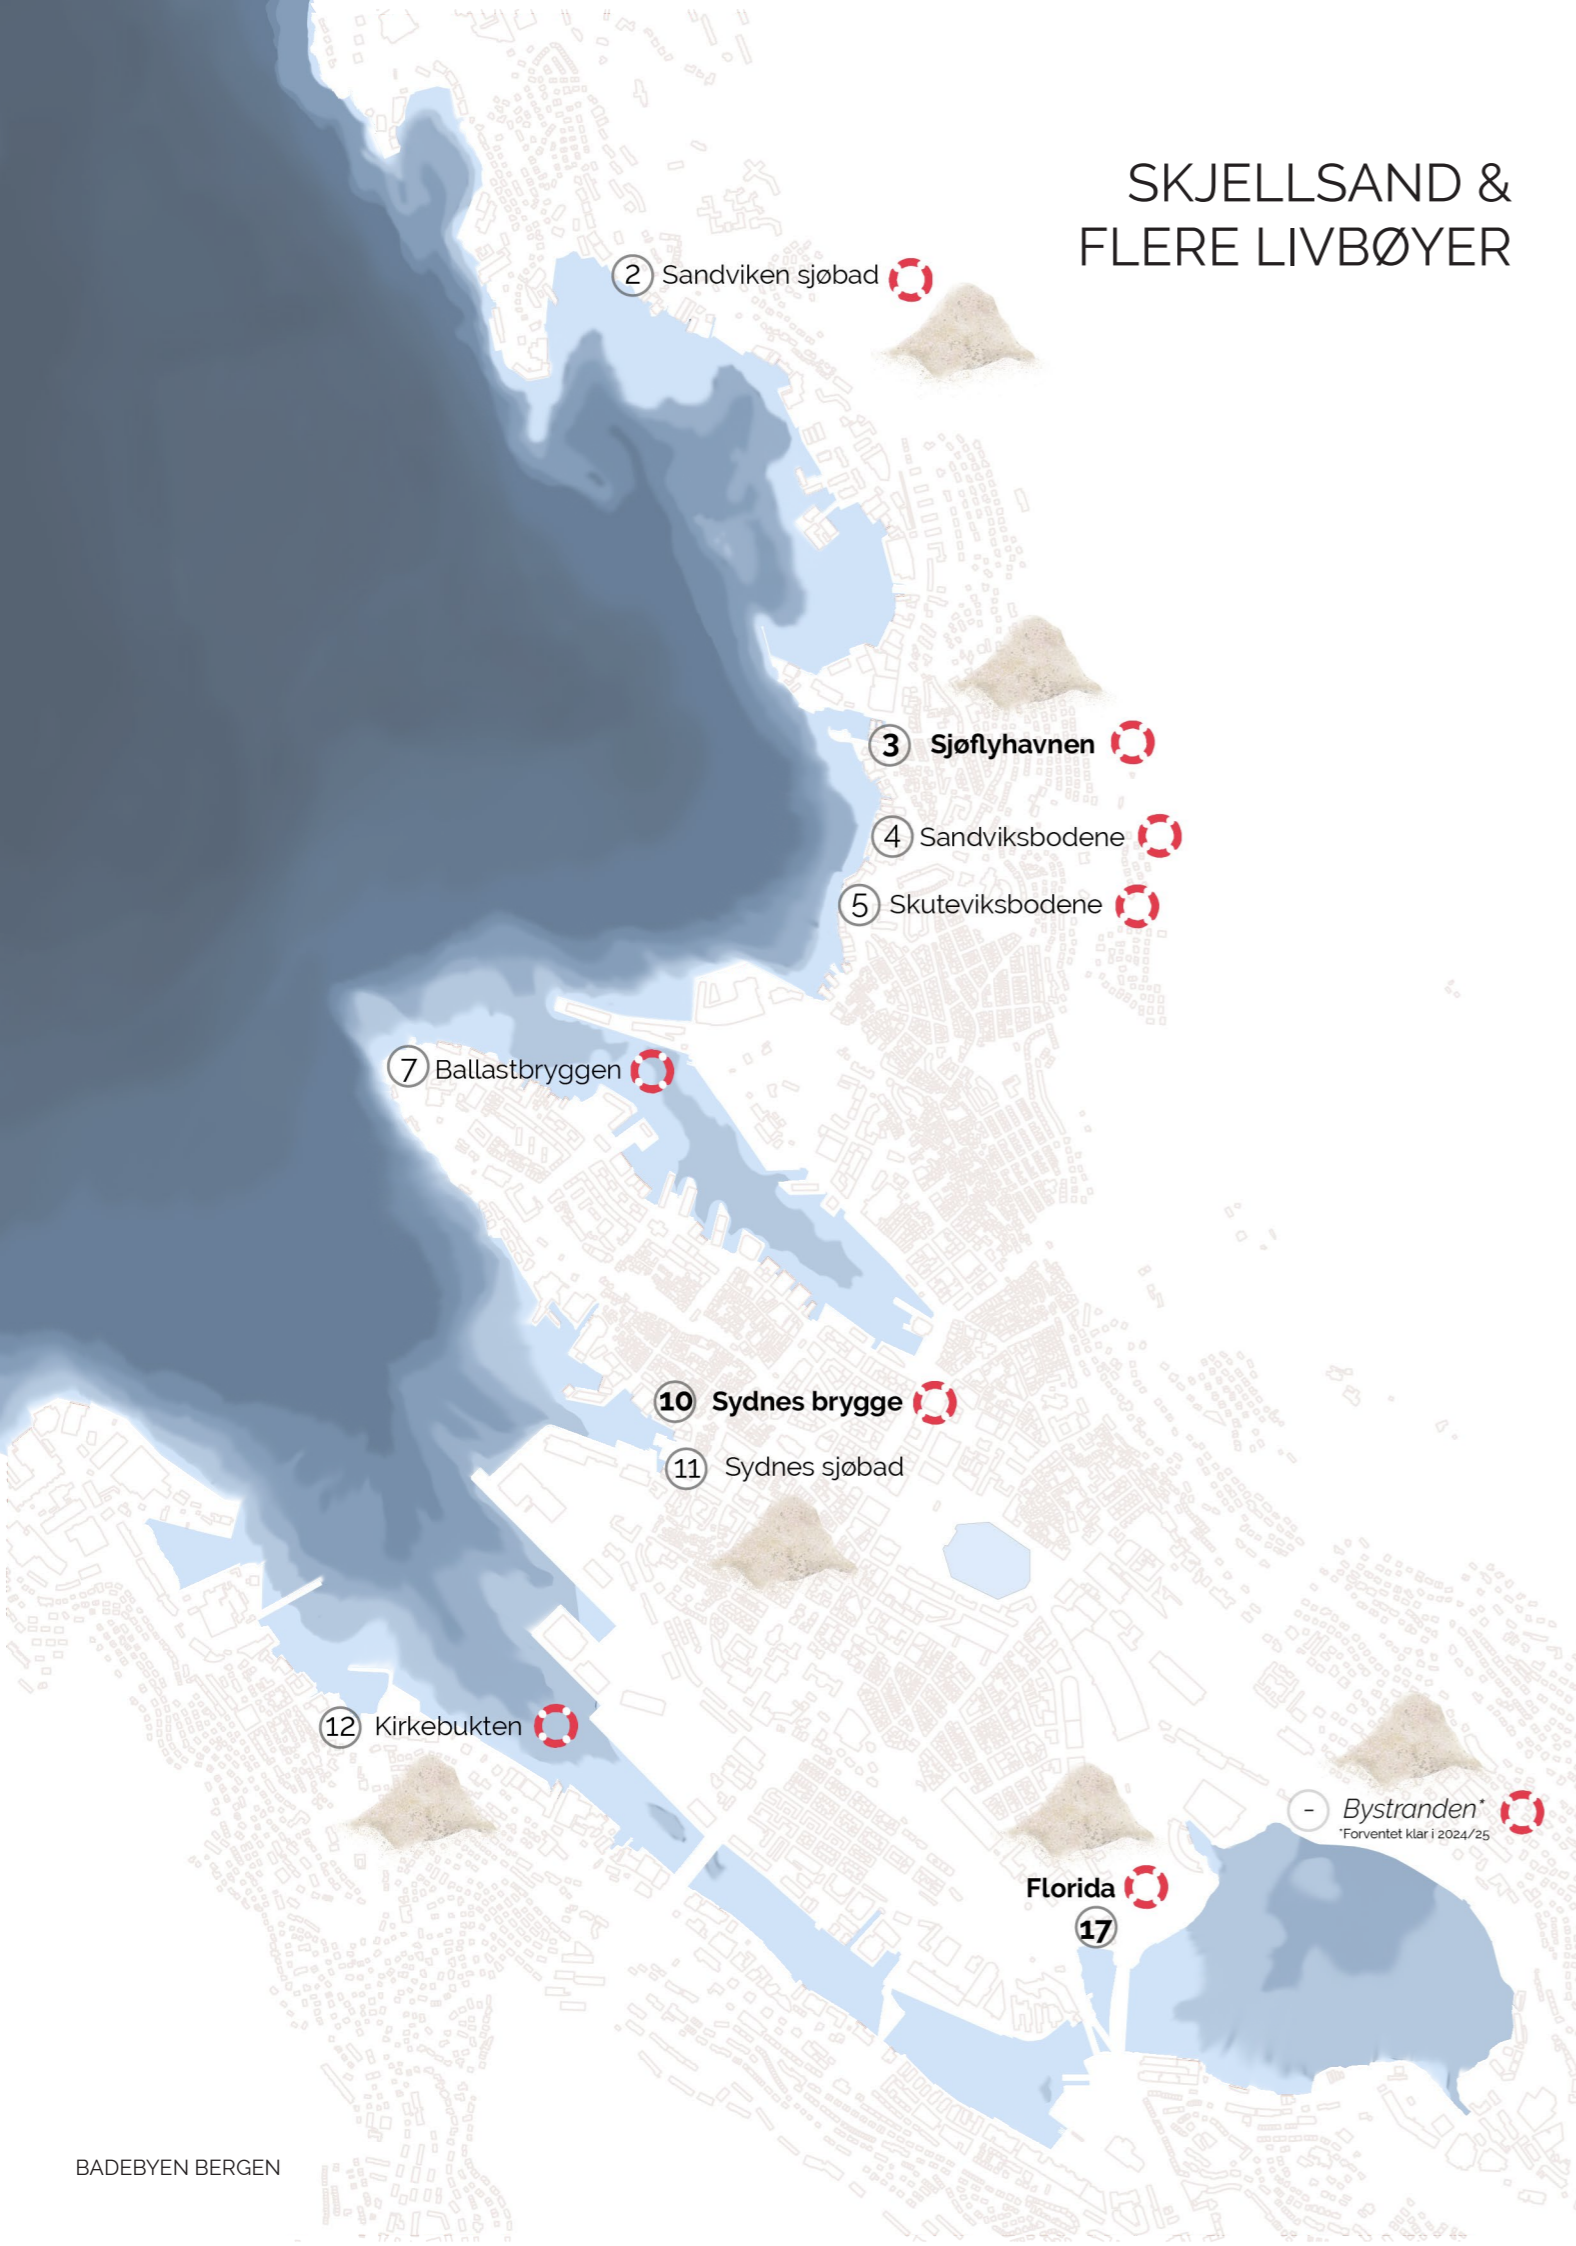 SKJELLSAND &
FLERE LIVBØYER
2 Sandviken sjøbad
3 Sjøflyhavnen
4 Sandviksbodene
5 Skuteviksbodene
7 Ballastbryggen
10 Sydnes brygge
11 Sydnes sjøbad
12 Kirkebukten
- Bystranden*
*Forventet klar i 2024/25
Florida
17
BADEBYEN BERGEN